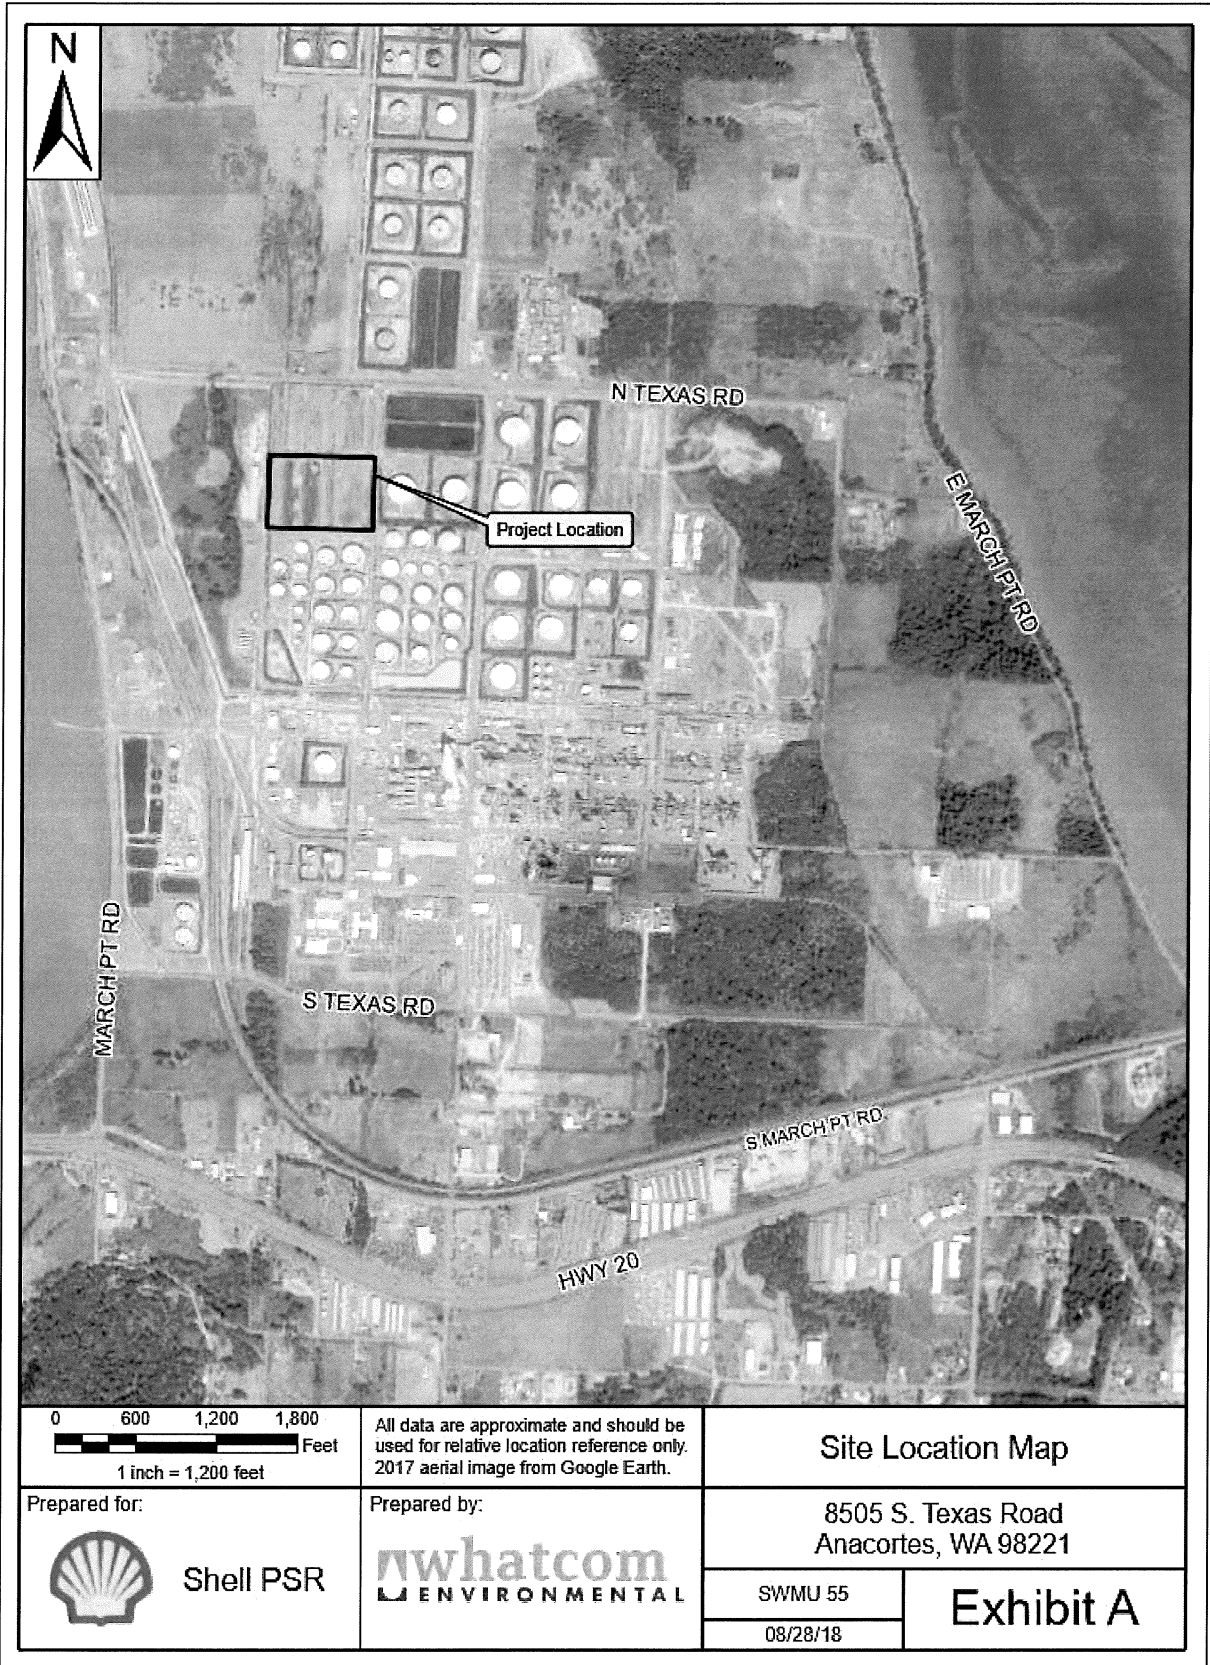 N
N TEXAS RD
E MARCH PT RD
Project Location
MARCH PT RD
S TEXAS RD
S MARCH PT RD
HWY 20
0 600 1,200 1,800
Feet
1 inch = 1,200 feet
All data are approximate and should be
used for relative location reference only.
2017 aerial image from Google Earth.
Site Location Map
Prepared for:
Shell PSR
Prepared by:
whatcom
ENVIRONMENTAL
8505 S. Texas Road
Anacortes, WA 98221
SWMU 55
08/28/18
Exhibit A